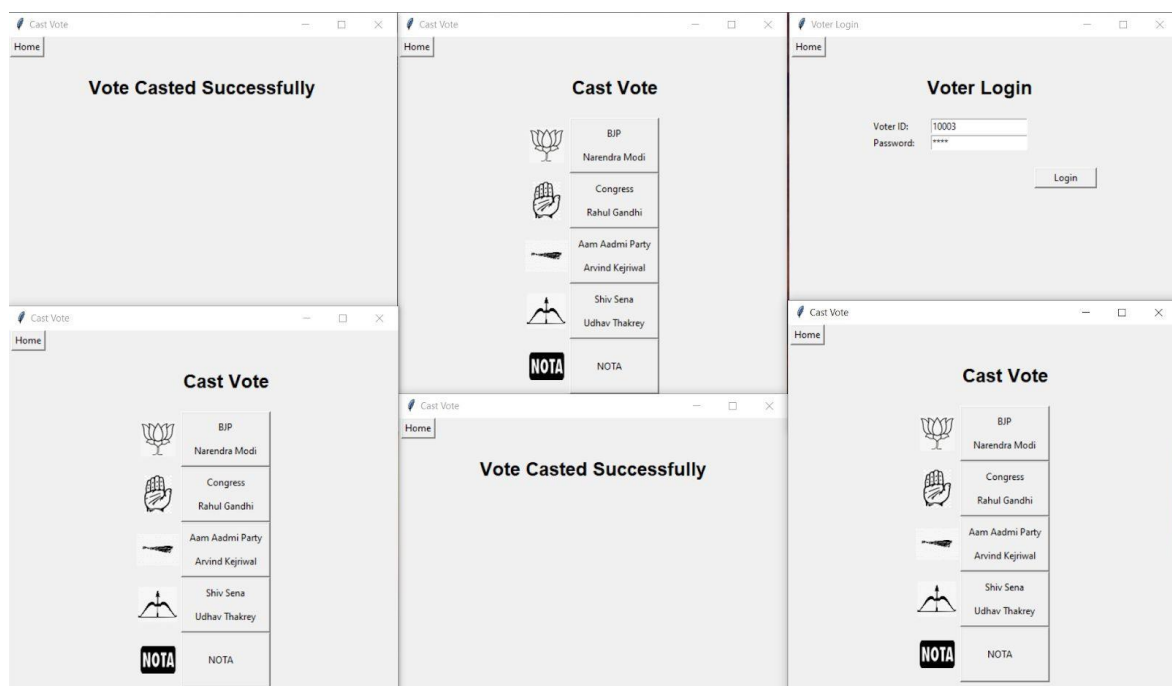 Cast Vote
Home
Vote Casted Successfully
Cast Vote
Home
Cast Vote
BJP
Narendra Modi
Congress
Rahul Gandhi
Aam Aadmi Party
Arvind Kejriwal
Shiv Sena
Udhav Thakrey
NOTA NOTA
Voter Login
Home
Voter Login
Voter ID: 10003
Password: ****
Login
Cast Vote
Home
Cast Vote
BJP
Narendra Modi
Congress
Rahul Gandhi
Aam Aadmi Party
Arvind Kejriwal
Shiv Sena
Udhav Thakrey
NOTA NOTA
Cast Vote
Home
Vote Casted Successfully
Cast Vote
Home
Cast Vote
BJP
Narendra Modi
Congress
Rahul Gandhi
Aam Aadmi Party
Arvind Kejriwal
Shiv Sena
Udhav Thakrey
NOTA NOTA